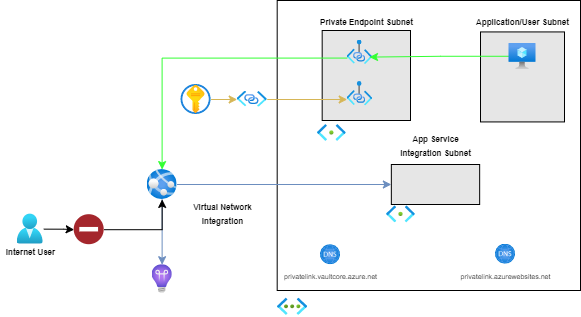 Private Endpoint Subnet
Application/User Subnet
App Service
Integration Subnet
Virtual Network
Integration
Internet User
DNS
DNS
privatelink.vaultcore.azure.net
privatelink.azurewebsites.net